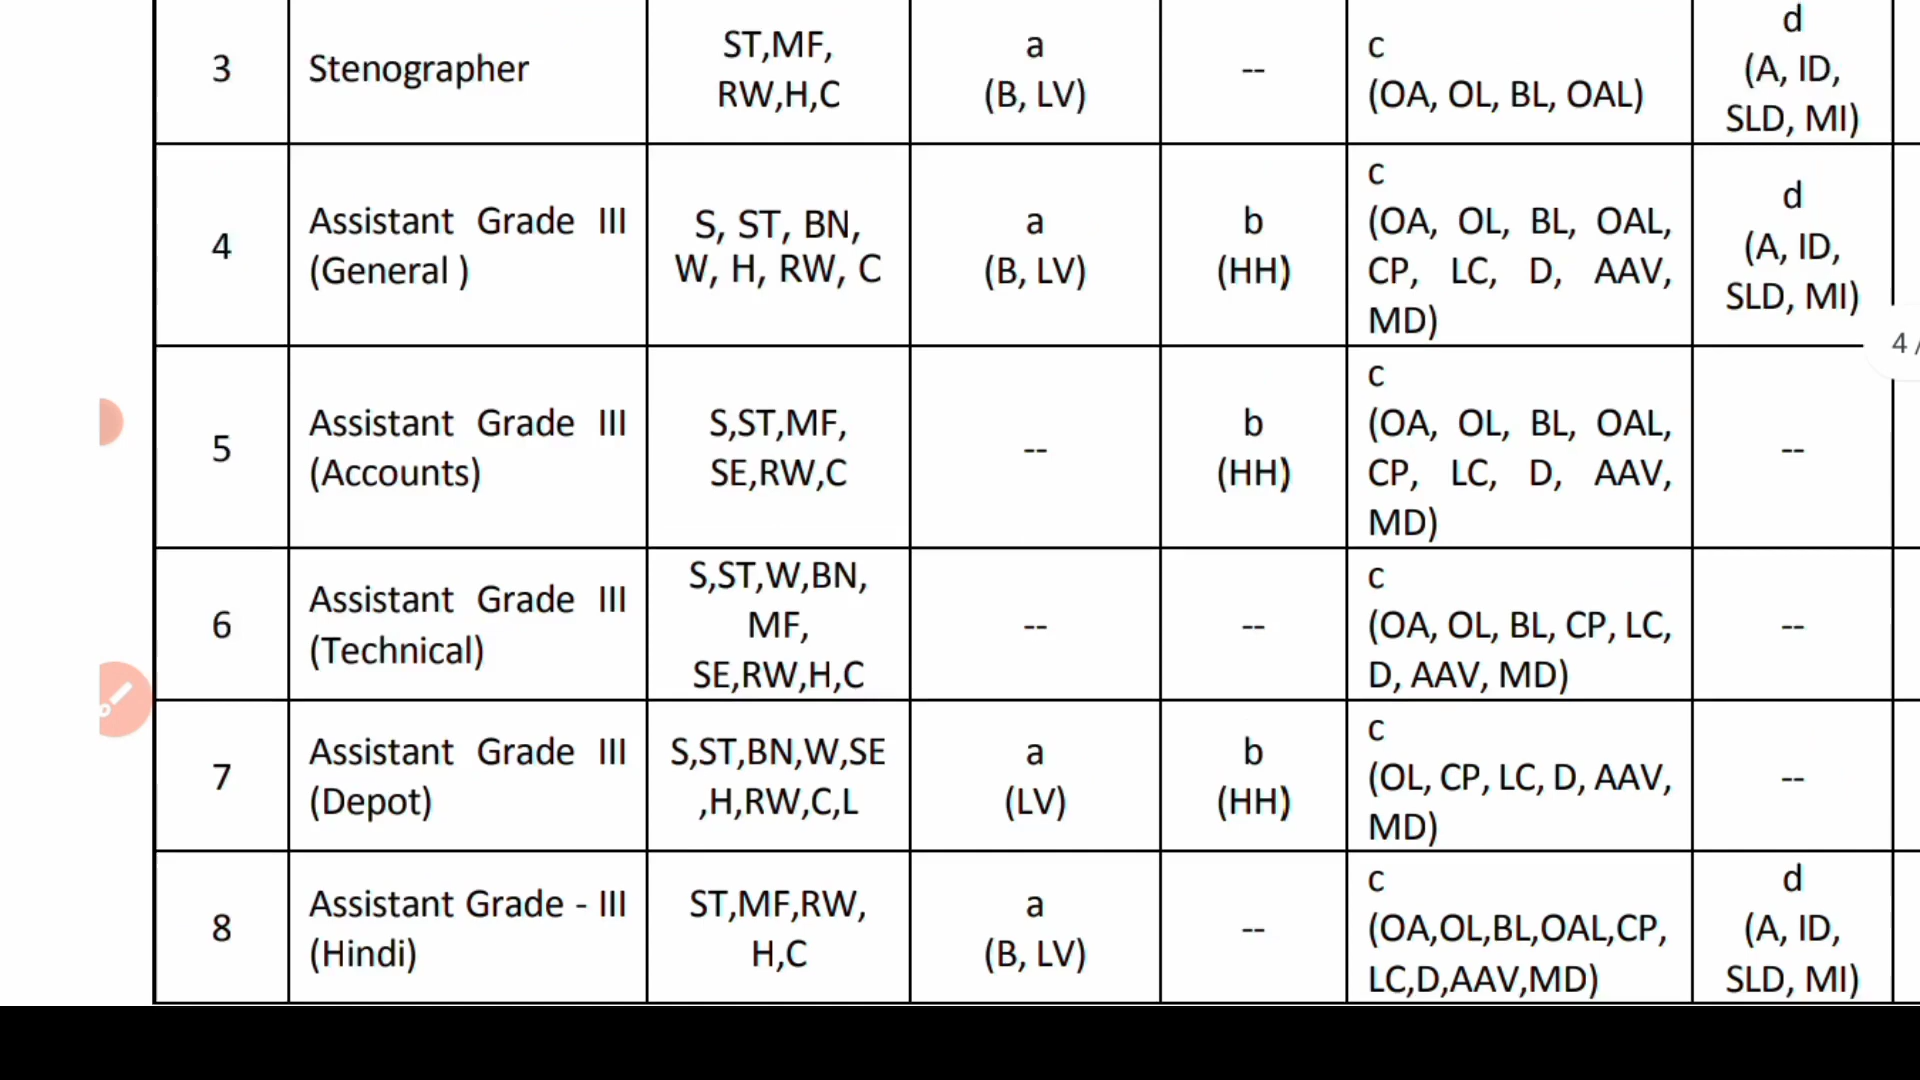 3
Stenographer
ST,MF,
RW,H,C
a
(B, LV)
--
c
(OA, OL, BL, OAL)
d
(A, ID,
SLD, MI)
4
Assistant Grade III
(General )
S, ST, BN,
W, H, RW, C
a
(B, LV)
b
(HH)
c
(OA, OL, BL, OAL,
CP, LC, D, AAV,
MD)
d
(A, ID,
SLD, MI)
4 /
5
Assistant Grade III
(Accounts)
S,ST,MF,
SE,RW,C
--
b
(HH)
c
(OA, OL, BL, OAL,
CP, LC, D, AAV,
MD)
--
6
Assistant Grade III
(Technical)
S,ST,W,BN,
MF,
SE,RW,H,C
--
--
c
(OA, OL, BL, CP, LC,
D, AAV, MD)
--
7
Assistant Grade III
(Depot)
S,ST,BN,W,SE
,H,RW,C,L
a
(LV)
b
(HH)
c
(OL, CP, LC, D, AAV,
MD)
--
8
Assistant Grade - III
(Hindi)
ST,MF,RW,
H,C
a
(B, LV)
--
c
(OA,OL,BL,OAL,CP,
LC,D,AAV,MD)
d
(A, ID,
SLD, MI)